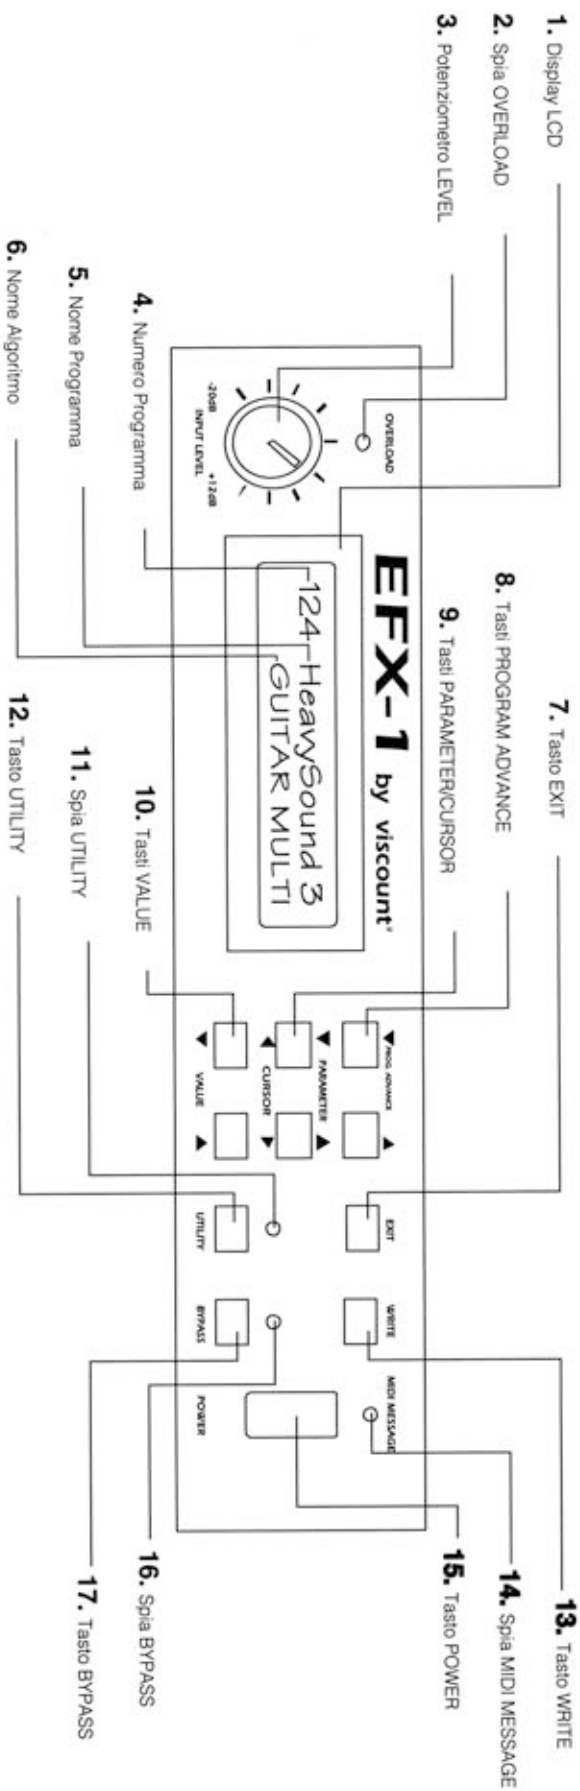 1. Display LCD
2. Spia OVERLOAD
3. Potenziometro LEVEL
4. Numero Programma
5. Nome Programma
6. Nome Algoritmo
7. Tasto EXIT
8. Tasti PROGRAM ADVANCE
9. Tasti PARAMETER/CURSOR
10. Tasti VALUE
11. Spia UTILITY
12. Tasto UTILITY
13. Tasto WRITE
14. Spia MIDI MESSAGE
15. Tasto POWER
16. Spia BYPASS
17. Tasto BYPASS
OVERLOAD
-20dB
+12dB
INPUT LEVEL
EFX-1 by viscount®
124-HeavySound 3
GUITAR MULTI
PROG. ADVANCE
PARAMETER
CURSOR
VALUE
EXIT
UTILITY
WRITE
BYPASS
MIDI MESSAGE
POWER